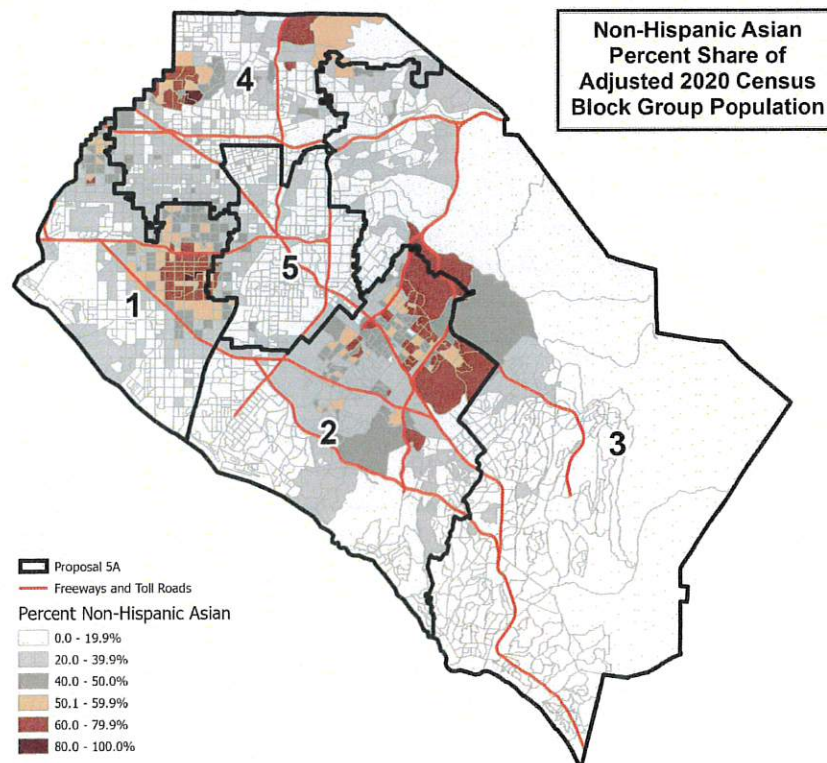 Non-Hispanic Asian
Percent Share of
Adjusted 2020 Census
Block Group Population
4
5
1
2
3
Proposal 5A
Freeways and Toll Roads
Percent Non-Hispanic Asian
0.0 - 19.9%
20.0 - 39.9%
40.0 - 50.0%
50.1 - 59.9%
60.0 - 79.9%
80.0 - 100.0%